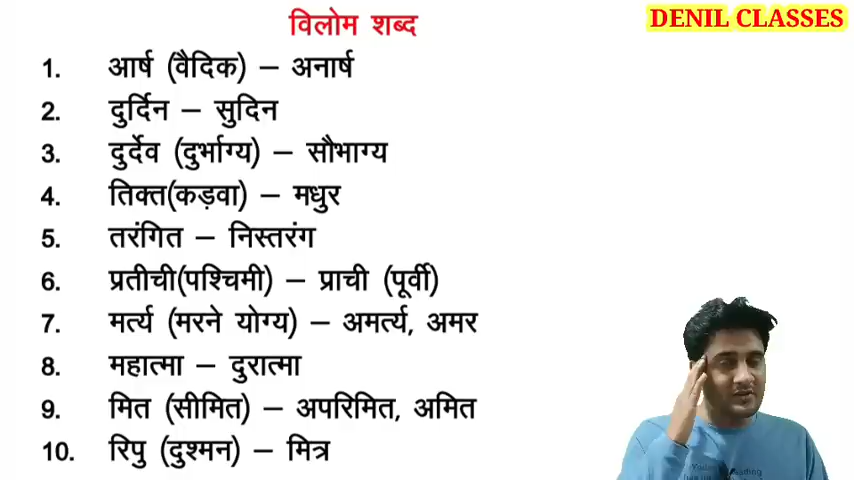 विलोम शब्द
DENIL CLASSES
1. आर्ष (वैदिक) – अनार्ष
2. दुर्दिन – सुदिन
3. दुर्देव (दुर्भाग्य) – सौभाग्य
4. तिक्त(कड़वा) – मधुर
5. तरंगित – निस्तरंग
6. प्रतीची(पश्चिमी) – प्राची (पूर्वी)
7. मर्त्य (मरने योग्य) – अमर्त्य, अमर
8. महात्मा – दुरात्मा
9. मित (सीमित) – अपरिमित, अमित
10. रिपु (दुश्मन) – मित्र